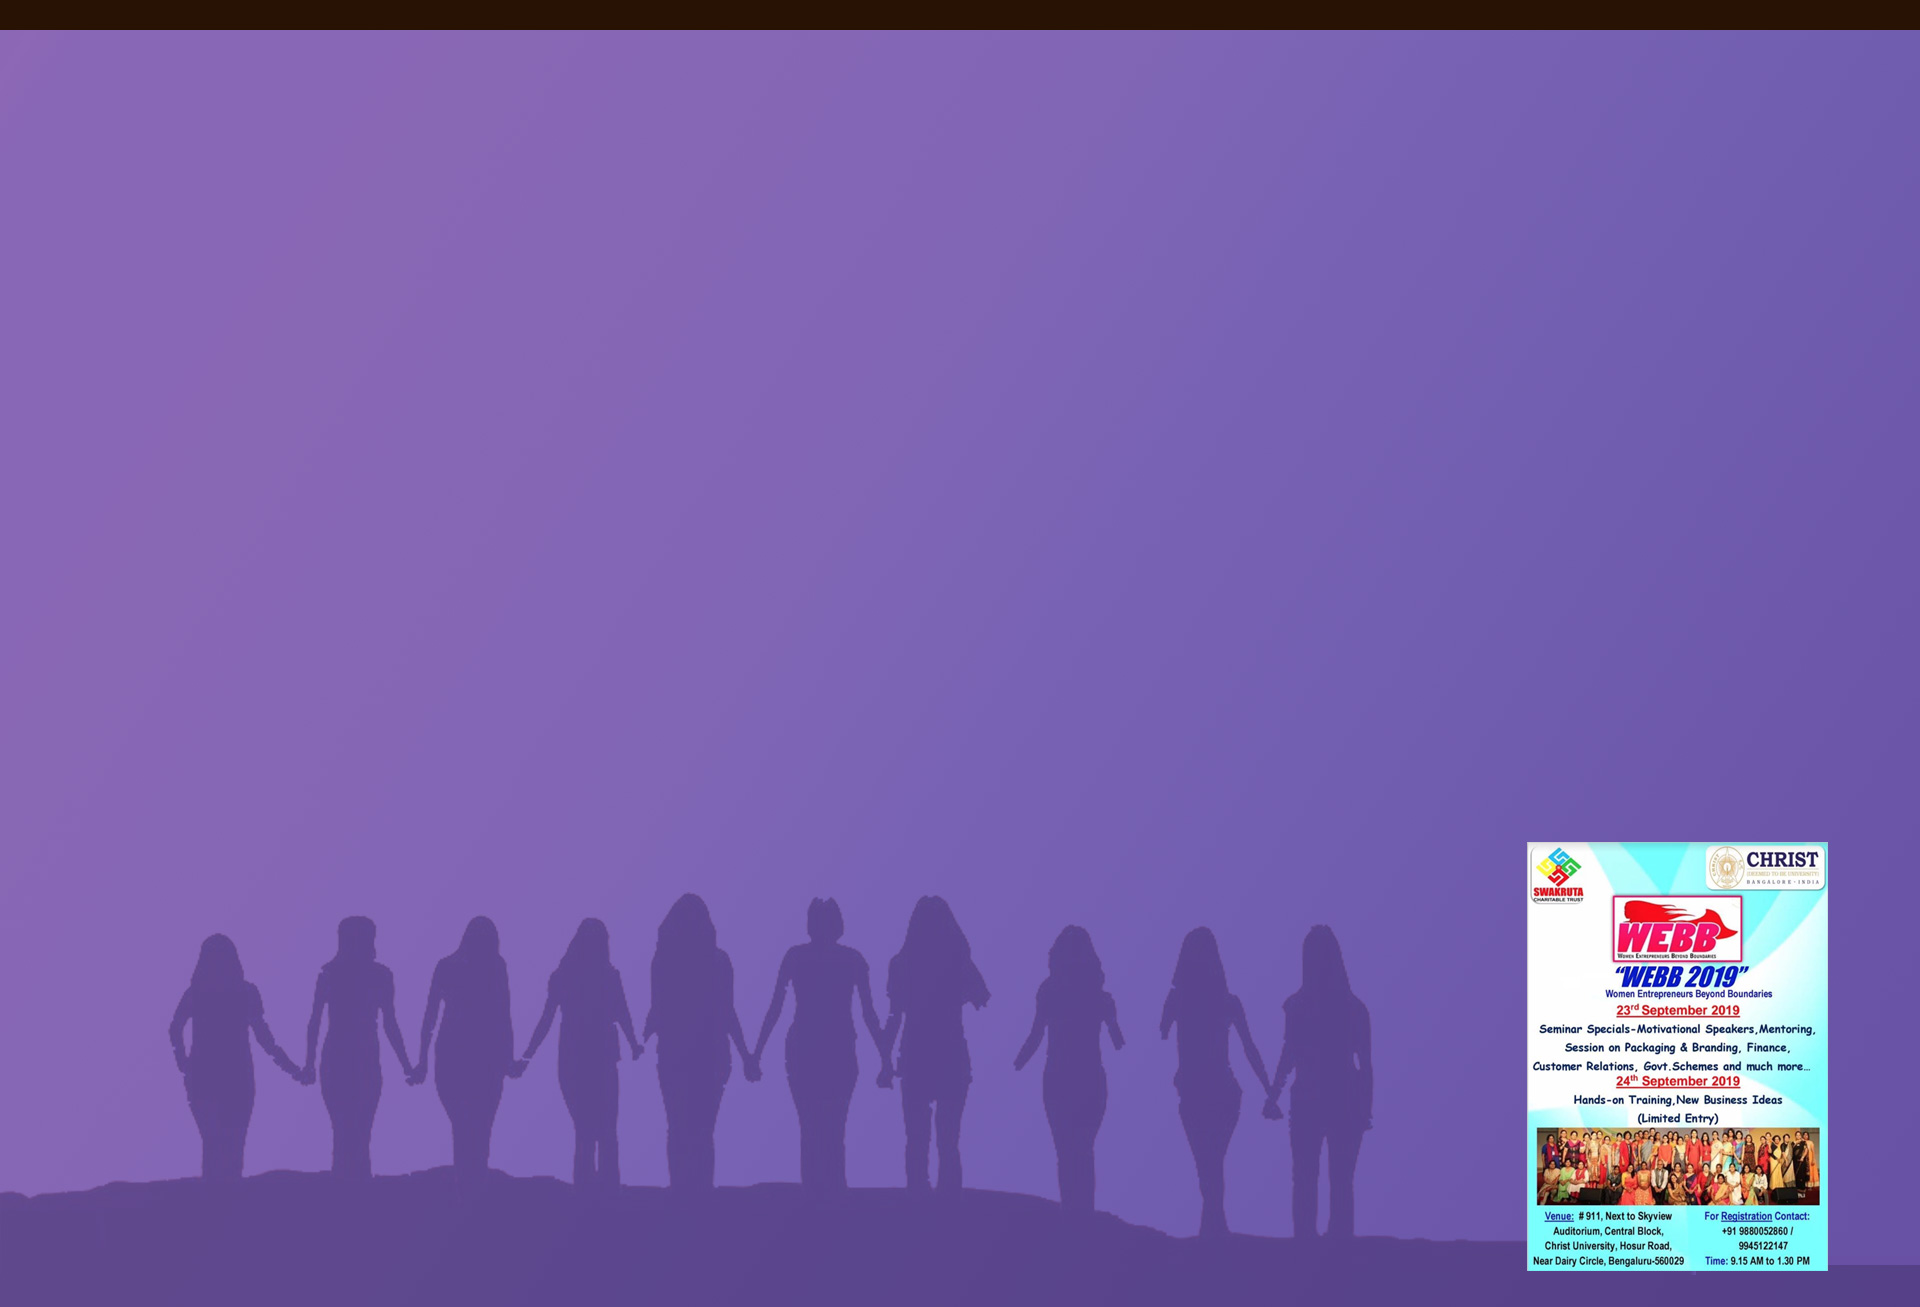 SWAKRUTA
CHARITABLE TRUST
CHRIST
(DEEMED TO BE UNIVERSITY)
BANGALORE · INDIA
WEBB
WOMEN ENTREPRENEURS BEYOND BOUNDARIES
“WEBB 2019”
Women Entrepreneurs Beyond Boundaries
23rd September 2019
Seminar Specials-Motivational Speakers,Mentoring,
Session on Packaging & Branding, Finance,
Customer Relations, Govt.Schemes and much more...
24th September 2019
Hands-on Training,New Business Ideas
(Limited Entry)
Venue: # 911, Next to Skyview
Auditorium, Central Block,
Christ University, Hosur Road,
Near Dairy Circle, Bengaluru-560029
For Registration Contact:
+91 9880052860 /
9945122147
Time: 9.15 AM to 1.30 PM